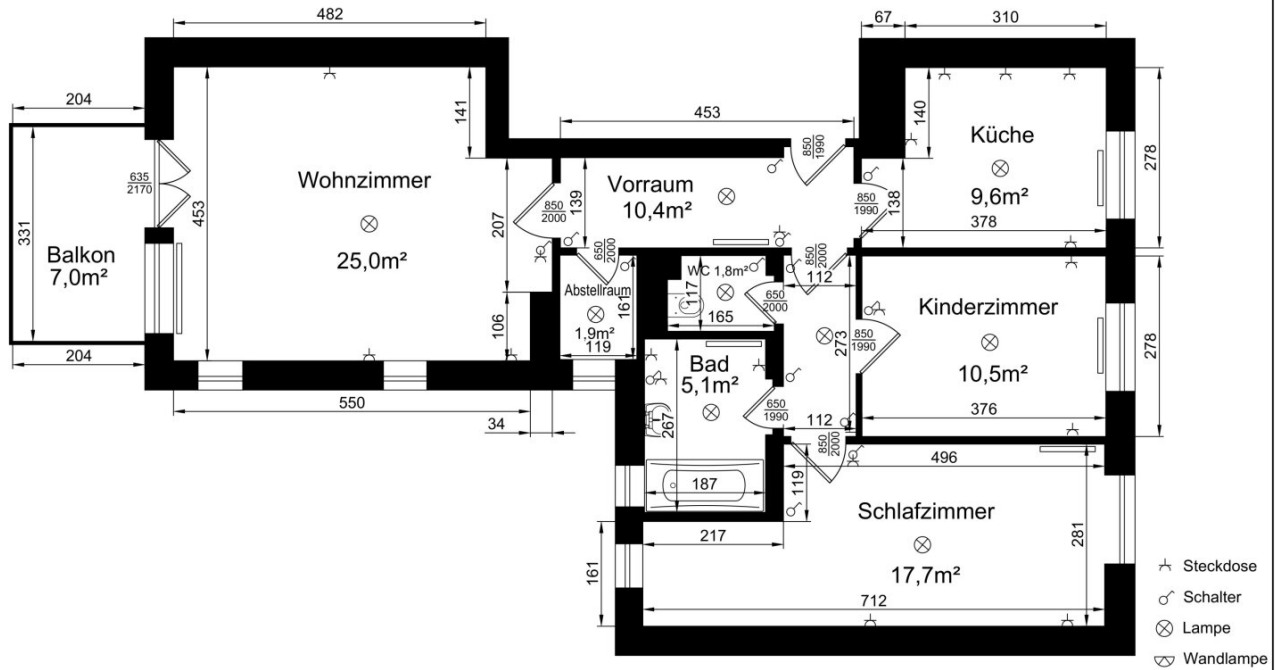 482
67
310
204
453
141
453
850
1990
140
Küche
9,6m²
278
331
635
2170
Wohnzimmer
25,0m²
453
207
850
2000
139
Vorraum
10,4m²
850
1990
138
378
Balkon
7,0m²
204
650
2000
Abstellraum
1,9m²
161
119
WC 1,8m²
117
165
650
2000
850
2000
112
273
850
1990
Kinderzimmer
10,5m²
376
278
106
550
34
Bad
5,1m²
267
187
650
1990
112
850
2000
496
119
217
161
Schlafzimmer
17,7m²
281
712
Steckdose
Schalter
Lampe
Wandlampe